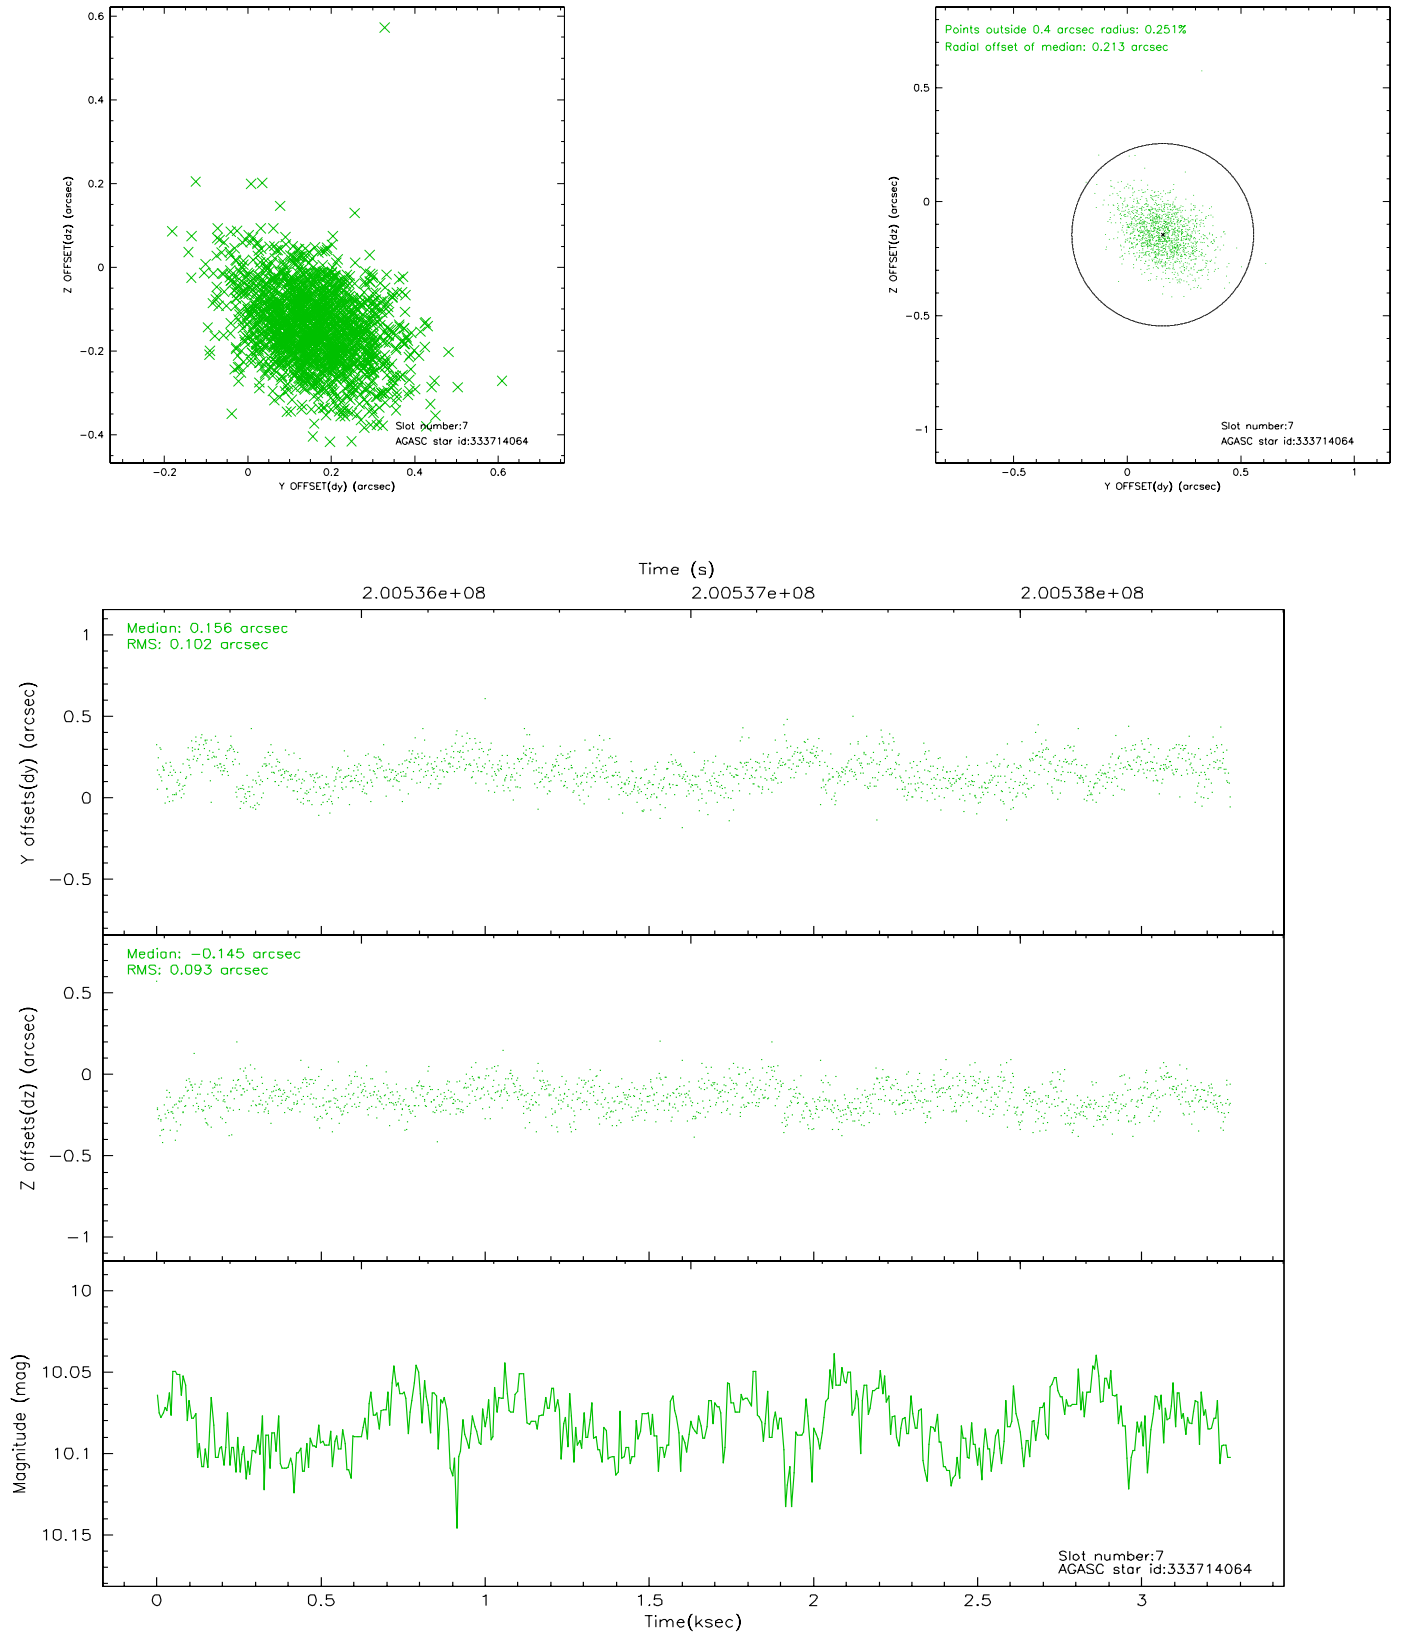 0.6
0.4
0.2
0
−0.2
−0.4
Z OFFSET(dz) (arcsec)
Slot number:7
AGASC star id:333714064
−0.2 0 0.2 0.4 0.6
Y OFFSET(dy) (arcsec)
Points outside 0.4 arcsec radius: 0.251%
Radial offset of median: 0.213 arcsec
0.5
0
−0.5
−1
Z OFFSET(dz) (arcsec)
Slot number:7
AGASC star id:333714064
−0.5 0 0.5 1
Y OFFSET(dy) (arcsec)
Time (s)
2.00536e+08 2.00537e+08 2.00538e+08
Median: 0.156 arcsec
RMS: 0.102 arcsec
1
0.5
0
−0.5
Y offsets(dy) (arcsec)
Median: −0.145 arcsec
RMS: 0.093 arcsec
0.5
0
−0.5
−1
Z offsets(dz) (arcsec)
10
10.05
10.1
10.15
Magnitude (mag)
Slot number:7
AGASC star id:333714064
0 0.5 1 1.5 2 2.5 3
Time(ksec)